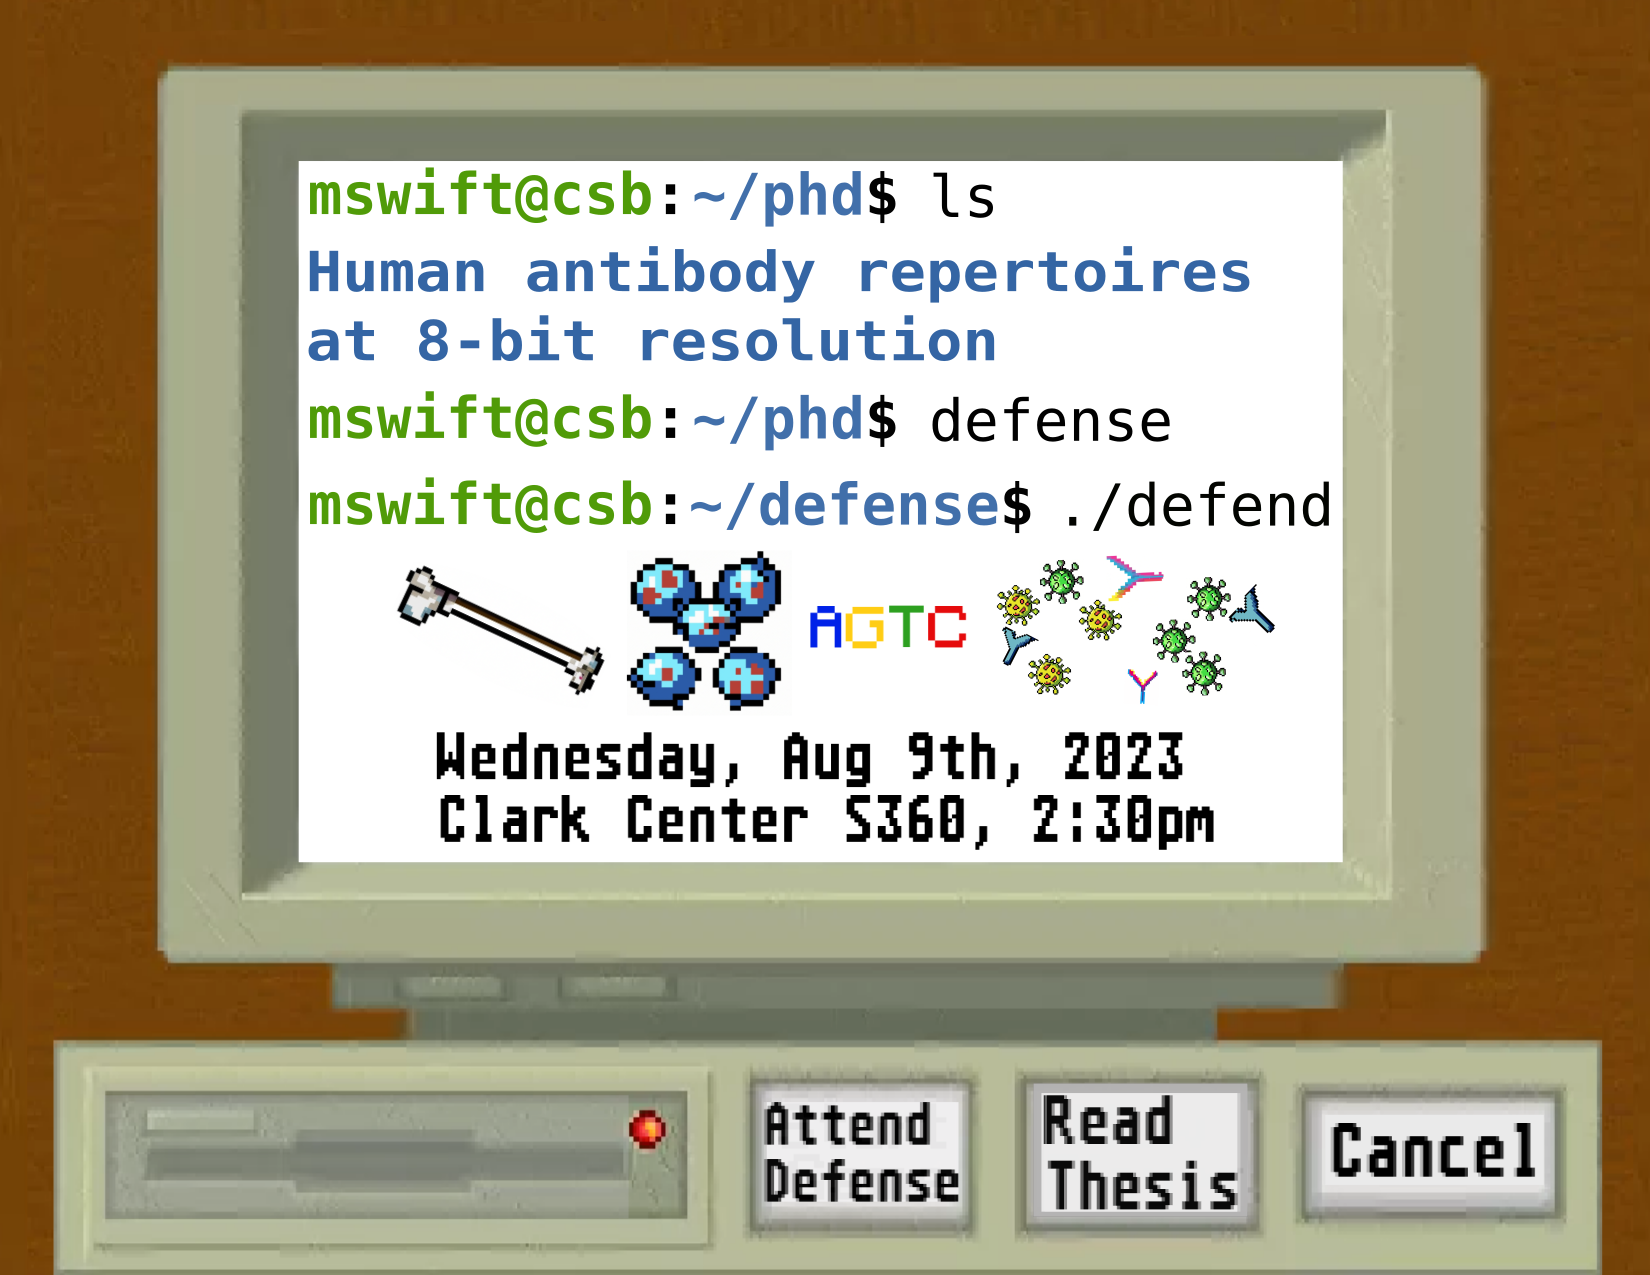 mswift@csb:~/phd$ ls
Human antibody repertoires
at 8-bit resolution
mswift@csb:~/phd$ defense
mswift@csb:~/defense$ ./defend
AGTC
Wednesday, Aug 9th, 2023
Clark Center S360, 2:30pm
Attend
Defense
Read
Thesis
Cancel